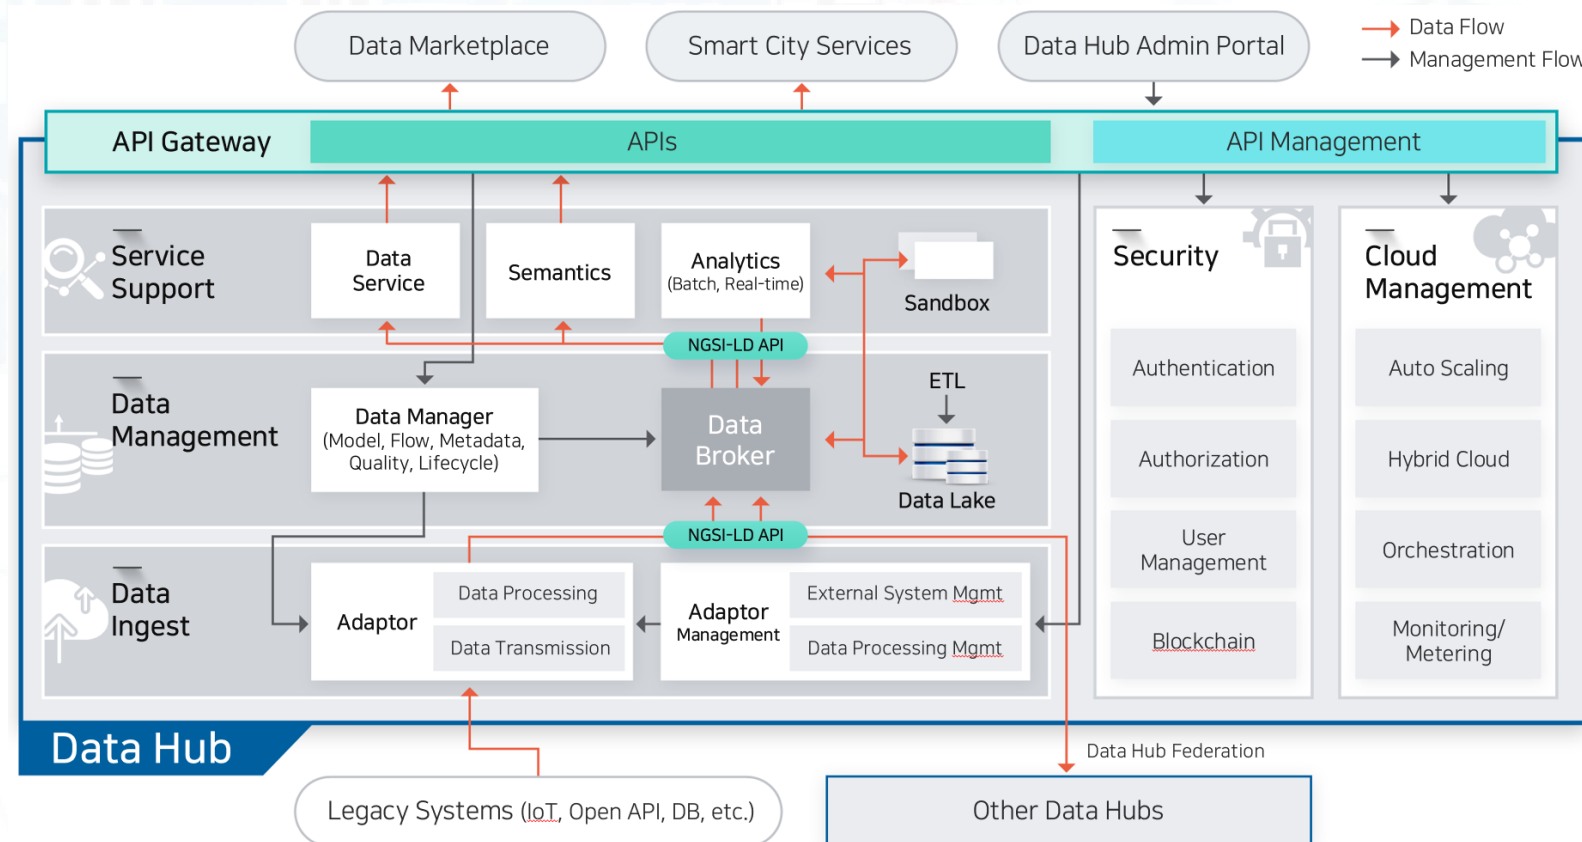 Data Marketplace
Smart City Services
Data Hub Admin Portal
Data Flow
Management Flow
API Gateway
APIs
API Management
Service
Support
Data
Service
Semantics
Analytics
(Batch, Real-time)
Sandbox
NGSI-LD API
Data
Management
Data Manager
(Model, Flow, Metadata,
Quality, Lifecycle)
Data
Broker
ETL
Data Lake
NGSI-LD API
Data
Ingest
Adaptor
Data Processing
Data Transmission
Adaptor
Management
External System Mgmt
Data Processing Mgmt
Security
Authentication
Authorization
User
Management
Blockchain
Cloud
Management
Auto Scaling
Hybrid Cloud
Orchestration
Monitoring/
Metering
Data Hub
Data Hub Federation
Legacy Systems (IoT, Open API, DB, etc.)
Other Data Hubs